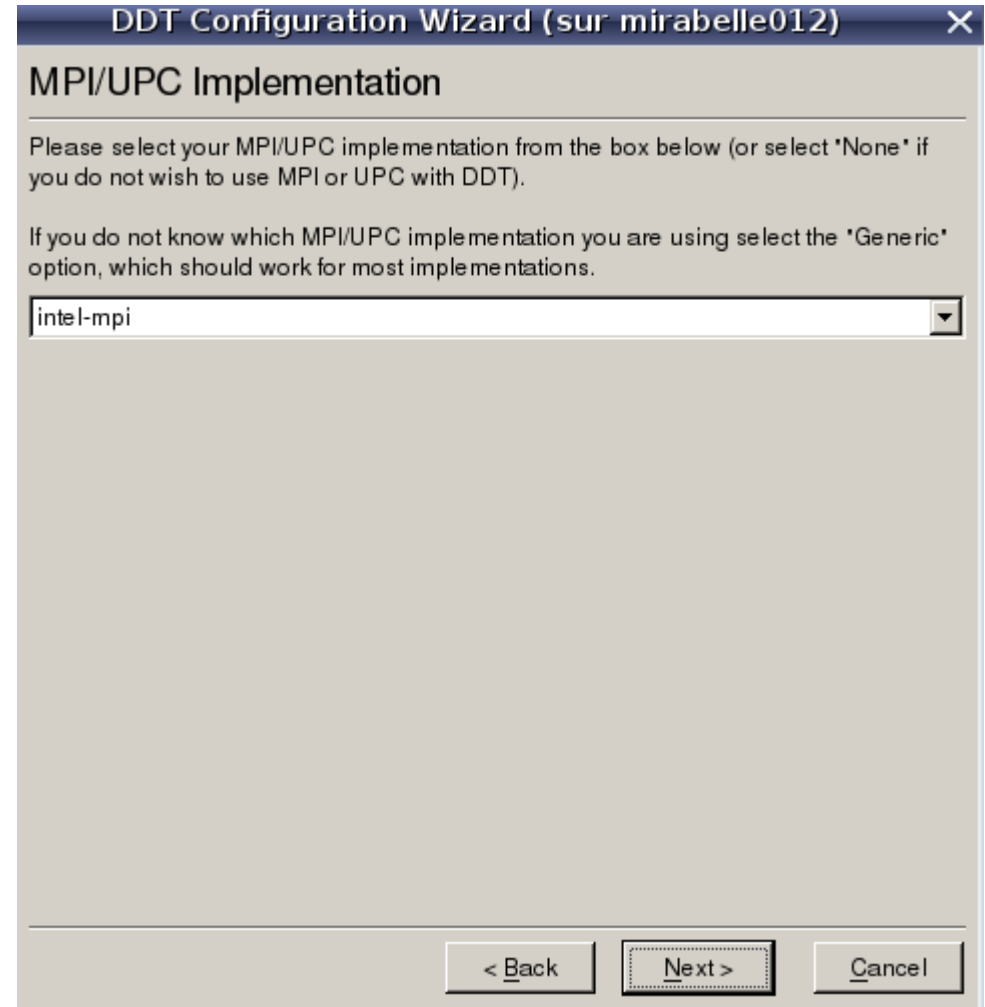 DDT Configuration Wizard (sur mirabelle012)
MPI/UPC Implementation
Please select your MPI/UPC implementation from the box below (or select "None" if
you do not wish to use MPI or UPC with DDT).
If you do not know which MPI/UPC implementation you are using select the "Generic"
option, which should work for most implementations.
intel-mpi
< Back
Next >
Cancel